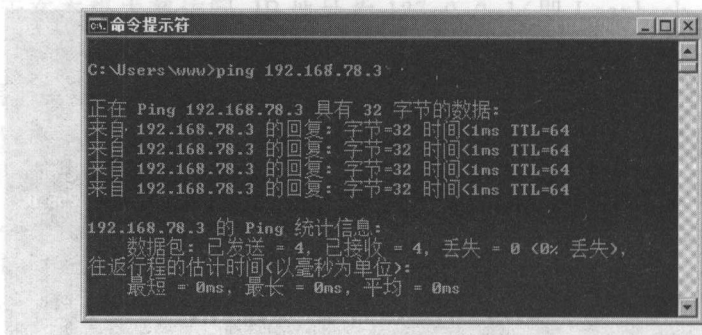 命令提示符
C:\Users\www>ping 192.168.78.3
正在 Ping 192.168.78.3 具有 32 字节的数据:
来自 192.168.78.3 的回复: 字节=32 时间<1ms TTL=64
来自 192.168.78.3 的回复: 字节=32 时间<1ms TTL=64
来自 192.168.78.3 的回复: 字节=32 时间<1ms TTL=64
来自 192.168.78.3 的回复: 字节=32 时间<1ms TTL=64
192.168.78.3 的 Ping 统计信息:
数据包: 已发送 = 4, 已接收 = 4, 丢失 = 0 (0% 丢失),
往返行程的估计时间(以毫秒为单位):
最短 = 0ms, 最长 = 0ms, 平均 = 0ms